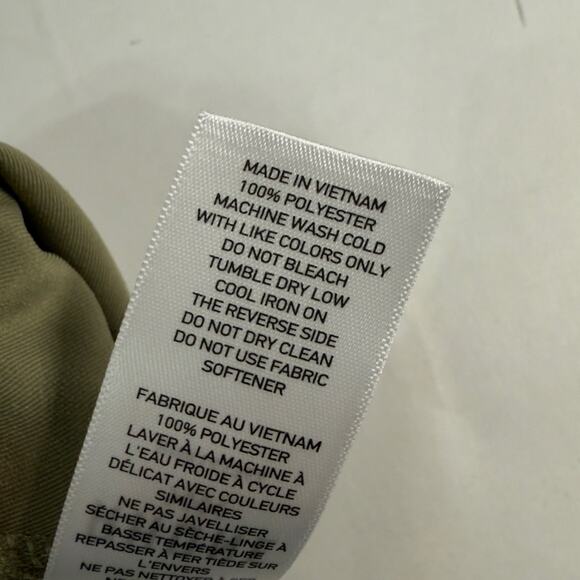 MADE IN VIETNAM
100% POLYESTER
MACHINE WASH COLD
WITH LIKE COLORS ONLY
DO NOT BLEACH
TUMBLE DRY LOW
COOL IRON ON
THE REVERSE SIDE
DO NOT DRY CLEAN
DO NOT USE FABRIC
SOFTENER
FABRIQUE AU VIETNAM
100% POLYESTER
LAVER À LA MACHINE À
L'EAU FROIDE À CYCLE
DÉLICAT AVEC COULEURS
SIMILAIRES
NE PAS JAVELLISER
SÉCHER AU SÈCHE-LINGE À
BASSE TEMPÉRATURE
REPASSER À FER TIÈDE SUR
L'ENVERS
NE PAS NETTOYER À